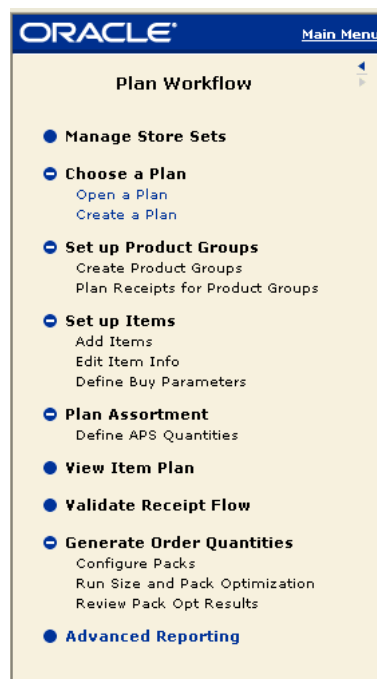 ORACLE
Main Menu
Plan Workflow
Manage Store Sets
Choose a Plan
Open a Plan
Create a Plan
Set up Product Groups
Create Product Groups
Plan Receipts for Product Groups
Set up Items
Add Items
Edit Item Info
Define Buy Parameters
Plan Assortment
Define APS Quantities
View Item Plan
Validate Receipt Flow
Generate Order Quantities
Configure Packs
Run Size and Pack Optimization
Review Pack Opt Results
Advanced Reporting